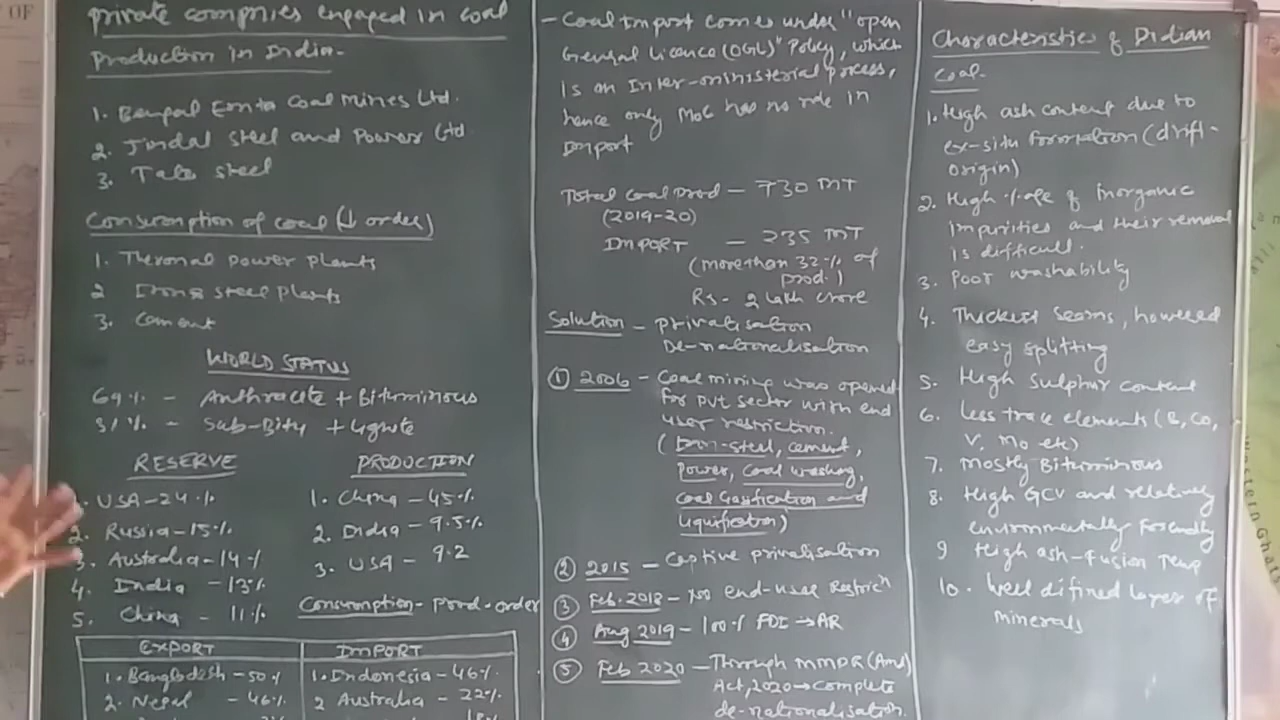 OF
private compnies engaged in coal
Production in India-
1. Bengal Emta Coal Mines Ltd.
2. Jindal Steel and Power Ltd
3. Tata steel
Consumption of coal (↓ order)
1. Thermal power plants
2 Iron & steel plants
3. Cement
WORLD STATUS
69% - Anthracite + Bituminous
31% - Sub-Bity + Lignite
RESERVE
1. USA - 24%
2. Russia - 15%
3. Australia - 14%
4. India - 13%
5. China - 11%
PRODUCTION
1. China - 45%
2. India - 9.5%
3. USA - 9.2
Consumption - Prod - order
EXPORT
1. Bangladesh - 50%
2. Nepal - 46%
IMPORT
1. Indonesia - 46%
2 Australia - 22%
18%
- Coal Import comes under "open
General Licence (OGL)" Policy, which
is an Inter-ministerial process,
hence only MoC has no role in
Import
Total Coal Prod - 730 MT
(2019-20)
IMPORT - 235 MT
(more than 32% of
prod.)
Rs - 2 lakh crore
Solution - privatisation
De-nationalisation
① 2006 - Coal mining was opened
for pvt sector with end
user restriction.
(Iron-steel, cement,
power, coal washing,
coal gasification and
liquifition)
② 2015 - Captive privatisation
③ Feb. 2018 - no end-use Restricn
④ Aug 2019 - 100% FDI → AR
⑤ Feb 2020 - Through MMDR (Amd)
Act, 2020 → Complete
de-nationalisation.
Characteristics of Indian
coal-
1. High ash content due to
ex-situ formation (drift-
origin)
2. High %age of inorganic
impurities and their removal
is difficult.
3. Poor washability
4. Thickest seams, however
easy splitting
5. High Sulphur content
6. Less trace elements (B, Co,
V, Mo etc)
7. Mostly Bituminous
8. High GCV and relatively
environmentally friendly
9 High ash-fusion Temp
10. Well difined layer of
minerals
Western Ghats